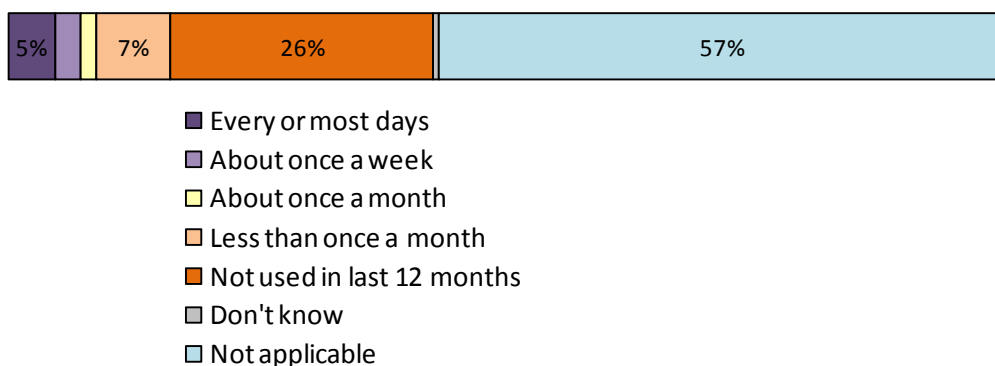 5% 7% 26% 57%
Every or most days
About once a week
About once a month
Less than once a month
Not used in last 12 months
Don't know
Not applicable